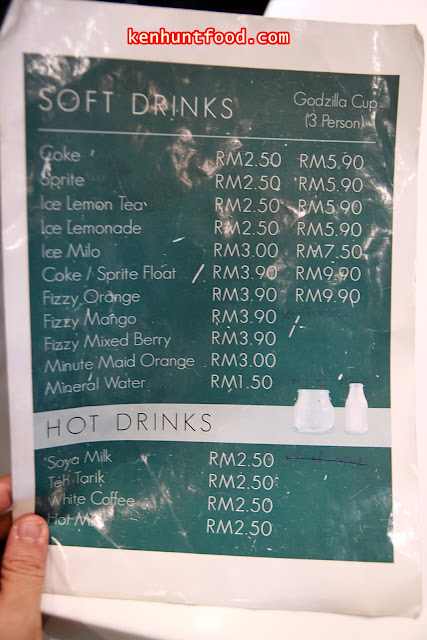 kenhuntfood.com
SOFT DRINKS Godzilla Cup
(3 Person)
Coke RM2.50 RM5.90
Sprite RM2.50 RM5.90
Ice Lemon Tea RM2.50 RM5.90
Ice Lemonade RM2.50 RM5.90
Ice Milo RM3.00 RM7.50
Coke / Sprite Float RM3.90 RM9.90
Fizzy Orange RM3.90 RM9.90
Fizzy Mango RM3.90
Fizzy Mixed Berry RM3.90
Minute Maid Orange RM3.00
Mineral Water RM1.50
HOT DRINKS
Soya Milk RM2.50
Teh Tarik RM2.50
White Coffee RM2.50
Hot RM2.50